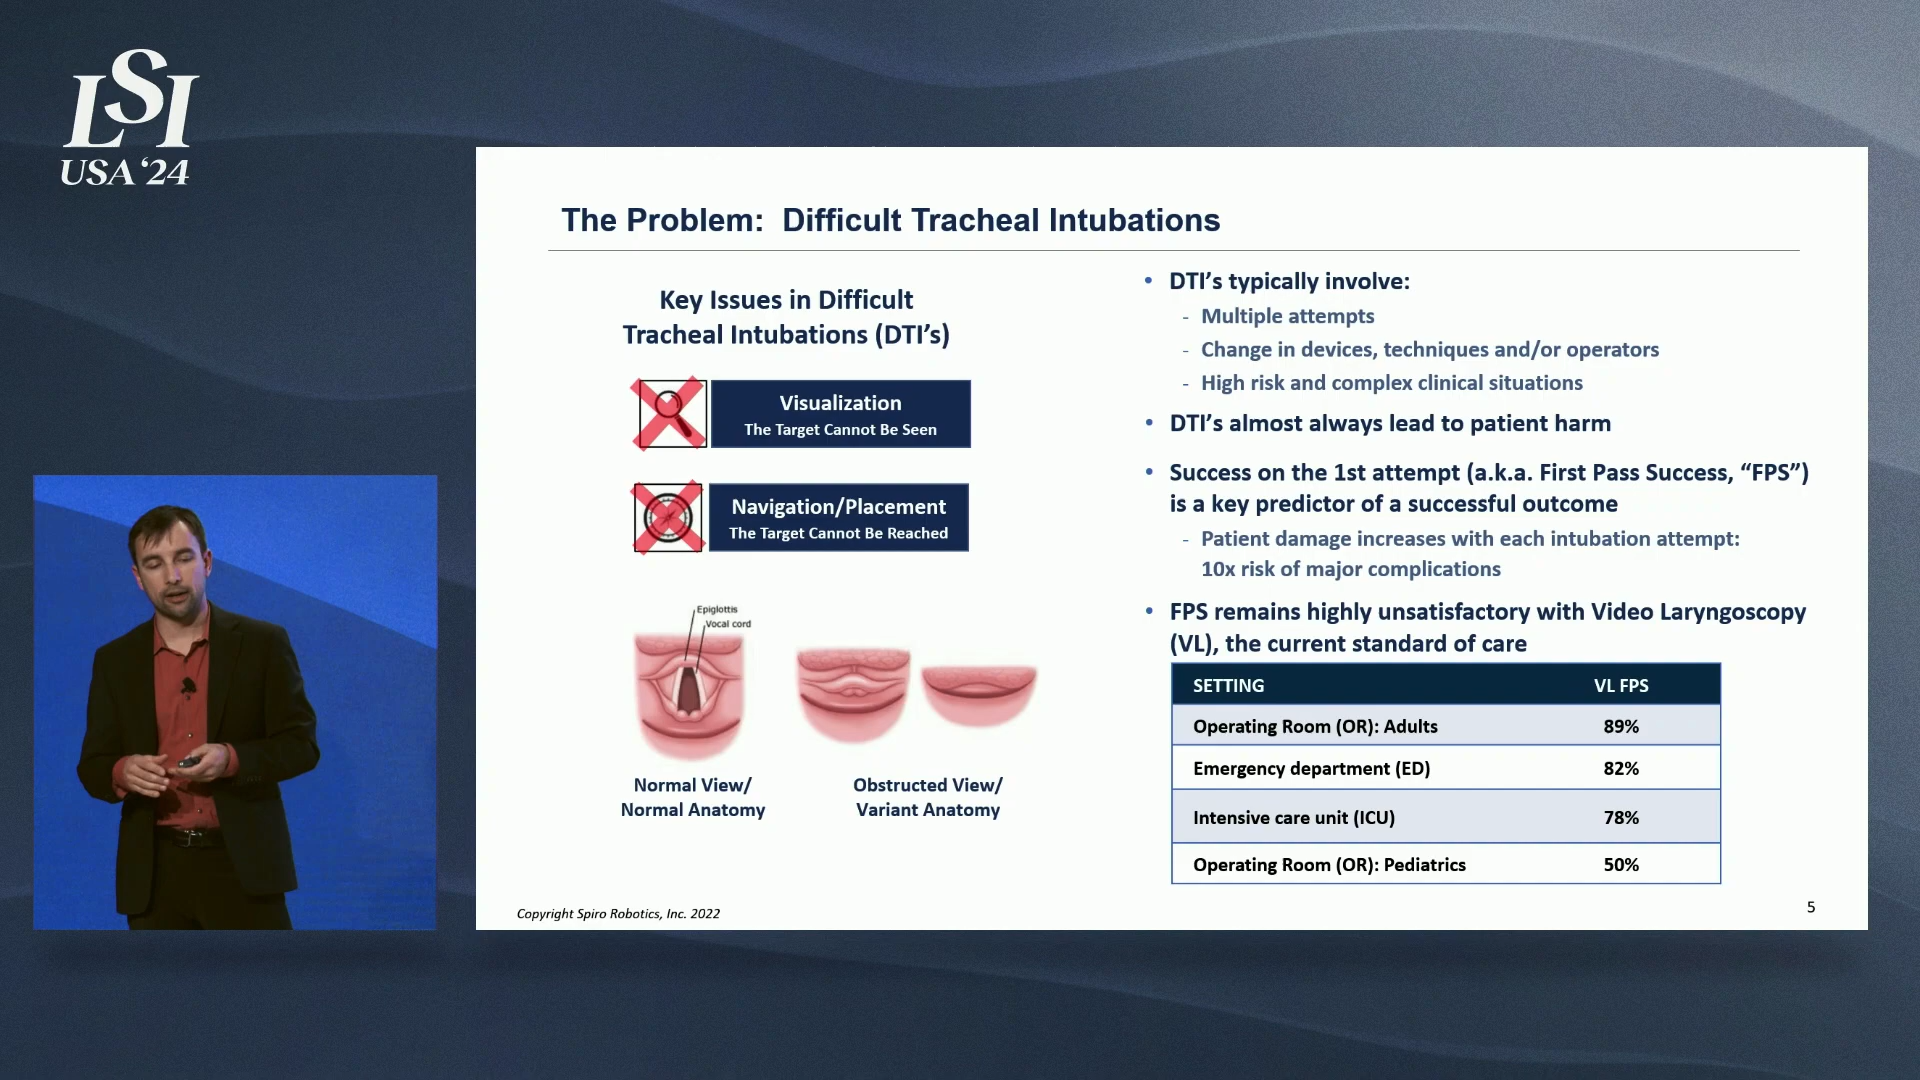 LSI
USA '24
The Problem: Difficult Tracheal Intubations
Key Issues in Difficult
Tracheal Intubations (DTI's)
Visualization
The Target Cannot Be Seen
Navigation/Placement
The Target Cannot Be Reached
Epiglottis
Vocal cord
Normal View/
Normal Anatomy
Obstructed View/
Variant Anatomy
• DTI's typically involve:
- Multiple attempts
- Change in devices, techniques and/or operators
- High risk and complex clinical situations
• DTI's almost always lead to patient harm
• Success on the 1st attempt (a.k.a. First Pass Success, “FPS”)
is a key predictor of a successful outcome
- Patient damage increases with each intubation attempt:
10x risk of major complications
• FPS remains highly unsatisfactory with Video Laryngoscopy
(VL), the current standard of care
SETTING VL FPS
Operating Room (OR): Adults 89%
Emergency department (ED) 82%
Intensive care unit (ICU) 78%
Operating Room (OR): Pediatrics 50%
Copyright Spiro Robotics, Inc. 2022
5